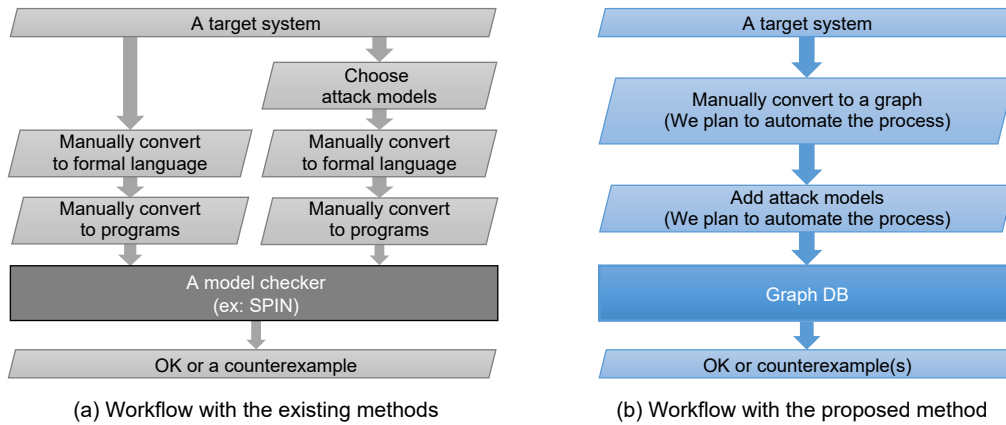 A target system
Choose
attack models
Manually convert
to formal language
Manually convert
to formal language
Manually convert
to programs
Manually convert
to programs
A model checker
(ex: SPIN)
OK or a counterexample
(a) Workflow with the existing methods
A target system
Manually convert to a graph
(We plan to automate the process)
Add attack models
(We plan to automate the process)
Graph DB
OK or counterexample(s)
(b) Workflow with the proposed method